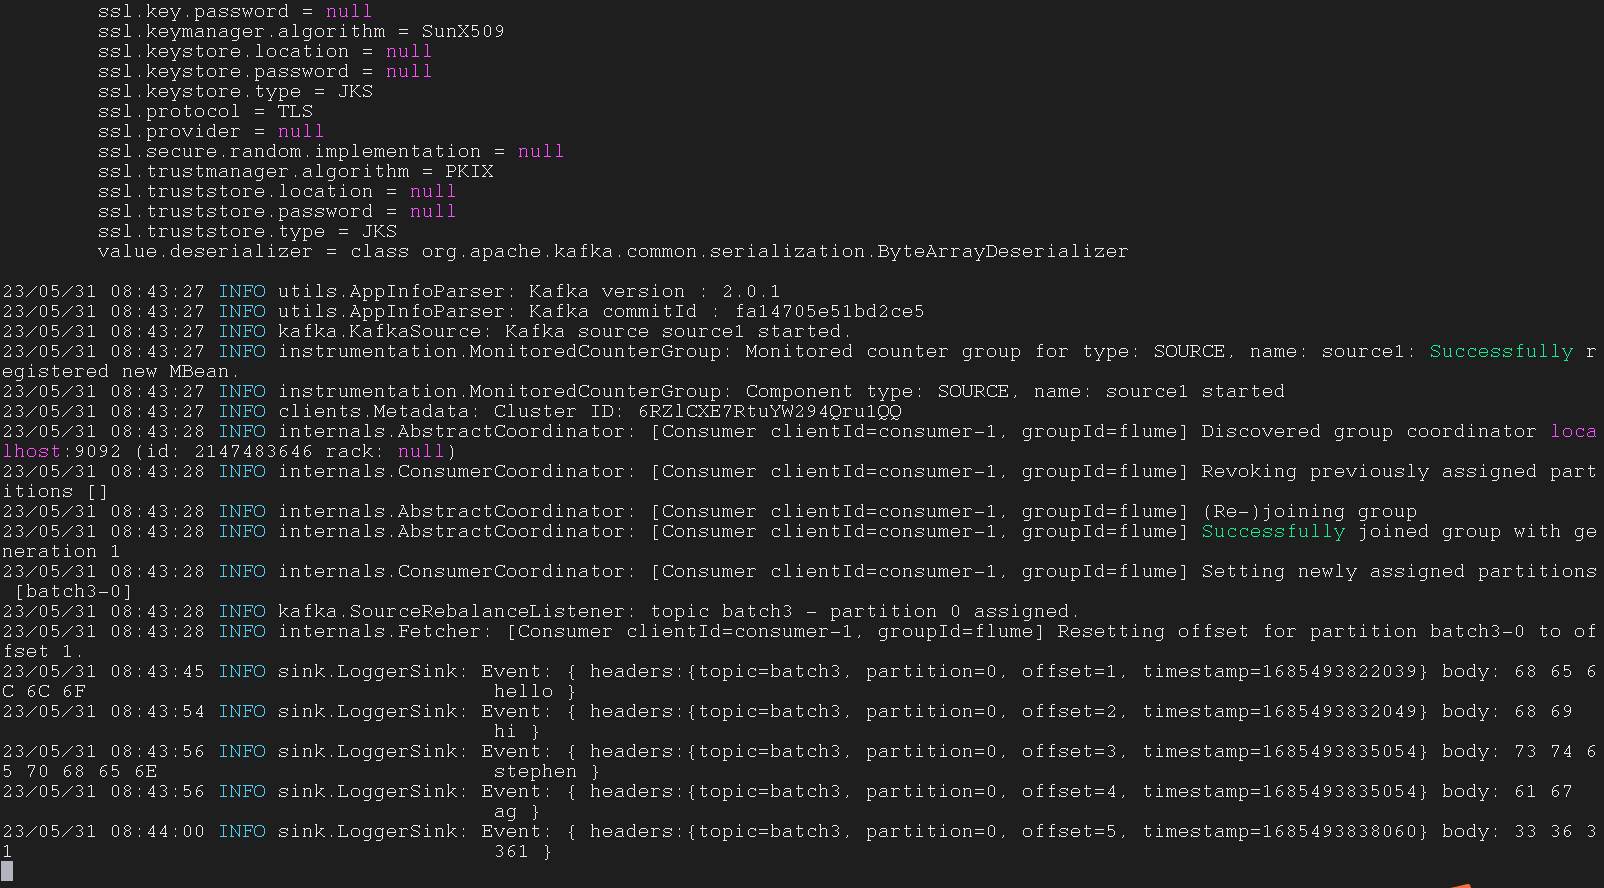 ssl.key.password = null
ssl.keymanager.algorithm = SunX509
ssl.keystore.location = null
ssl.keystore.password = null
ssl.keystore.type = JKS
ssl.protocol = TLS
ssl.provider = null
ssl.secure.random.implementation = null
ssl.trustmanager.algorithm = PKIX
ssl.truststore.location = null
ssl.truststore.password = null
ssl.truststore.type = JKS
value.deserializer = class org.apache.kafka.common.serialization.ByteArrayDeserializer
23/05/31 08:43:27 INFO utils.AppInfoParser: Kafka version : 2.0.1
23/05/31 08:43:27 INFO utils.AppInfoParser: Kafka commitId : fa14705e51bd2ce5
23/05/31 08:43:27 INFO kafka.KafkaSource: Kafka source source1 started.
23/05/31 08:43:27 INFO instrumentation.MonitoredCounterGroup: Monitored counter group for type: SOURCE, name: source1: Successfully r
egistered new MBean.
23/05/31 08:43:27 INFO instrumentation.MonitoredCounterGroup: Component type: SOURCE, name: source1 started
23/05/31 08:43:27 INFO clients.Metadata: Cluster ID: 6RZlCXE7RtuYW294Qru1QQ
23/05/31 08:43:28 INFO internals.AbstractCoordinator: [Consumer clientId=consumer-1, groupId=flume] Discovered group coordinator loca
lhost:9092 (id: 2147483646 rack: null)
23/05/31 08:43:28 INFO internals.ConsumerCoordinator: [Consumer clientId=consumer-1, groupId=flume] Revoking previously assigned part
itions []
23/05/31 08:43:28 INFO internals.AbstractCoordinator: [Consumer clientId=consumer-1, groupId=flume] (Re-)joining group
23/05/31 08:43:28 INFO internals.AbstractCoordinator: [Consumer clientId=consumer-1, groupId=flume] Successfully joined group with ge
neration 1
23/05/31 08:43:28 INFO internals.ConsumerCoordinator: [Consumer clientId=consumer-1, groupId=flume] Setting newly assigned partitions
[batch3-0]
23/05/31 08:43:28 INFO kafka.SourceRebalanceListener: topic batch3 - partition 0 assigned.
23/05/31 08:43:28 INFO internals.Fetcher: [Consumer clientId=consumer-1, groupId=flume] Resetting offset for partition batch3-0 to of
fset 1.
23/05/31 08:43:45 INFO sink.LoggerSink: Event: { headers:{topic=batch3, partition=0, offset=1, timestamp=1685493822039} body: 68 65 6
C 6C 6F hello }
23/05/31 08:43:54 INFO sink.LoggerSink: Event: { headers:{topic=batch3, partition=0, offset=2, timestamp=1685493832049} body: 68 69
hi }
23/05/31 08:43:56 INFO sink.LoggerSink: Event: { headers:{topic=batch3, partition=0, offset=3, timestamp=1685493835054} body: 73 74 6
5 70 68 65 6E stephen }
23/05/31 08:43:56 INFO sink.LoggerSink: Event: { headers:{topic=batch3, partition=0, offset=4, timestamp=1685493835054} body: 61 67
ag }
23/05/31 08:44:00 INFO sink.LoggerSink: Event: { headers:{topic=batch3, partition=0, offset=5, timestamp=1685493838060} body: 33 36 3
1 361 }